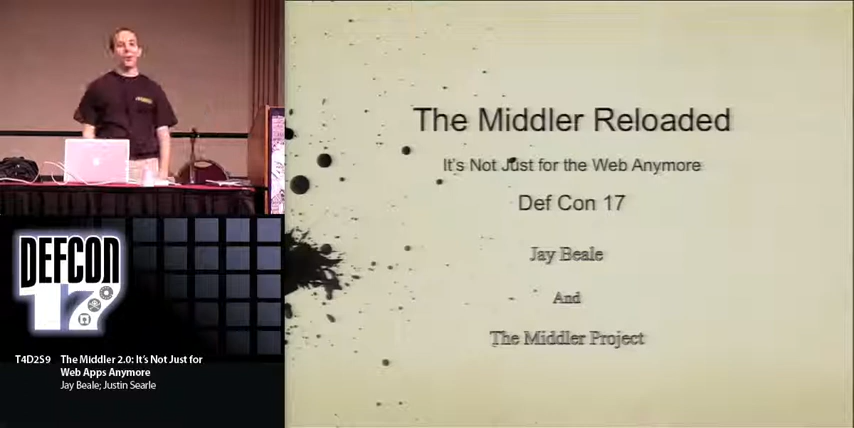 The Middler Reloaded
It's Not Just for the Web Anymore
Def Con 17
Jay Beale
And
The Middler Project
DEFCON
17
T4D2S9 The Middler 2.0: It's Not Just for
Web Apps Anymore
Jay Beale; Justin Searle